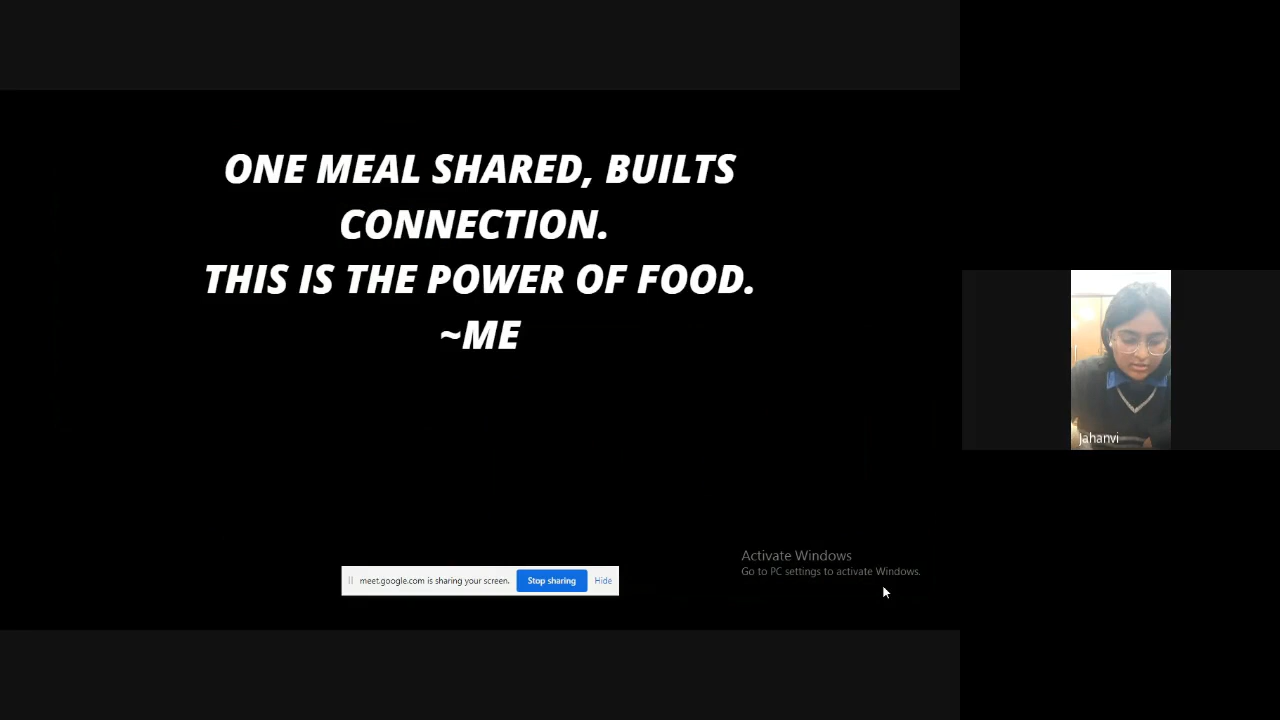 ONE MEAL SHARED, BUILTS
CONNECTION.
THIS IS THE POWER OF FOOD.
~ME
Jahanvi
Activate Windows
Go to PC settings to activate Windows.
meet.google.com is sharing your screen. Stop sharing Hide